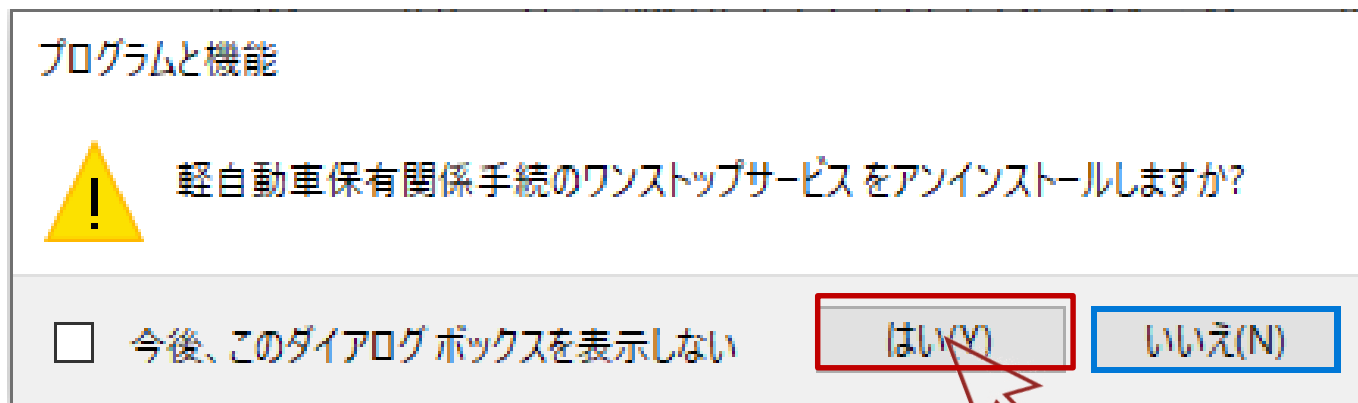 プログラムと機能
軽自動車保有関係手続のワンストップサービス をアンインストールしますか?
今後、このダイアログ ボックスを表示しない
はい(Y)
いいえ(N)